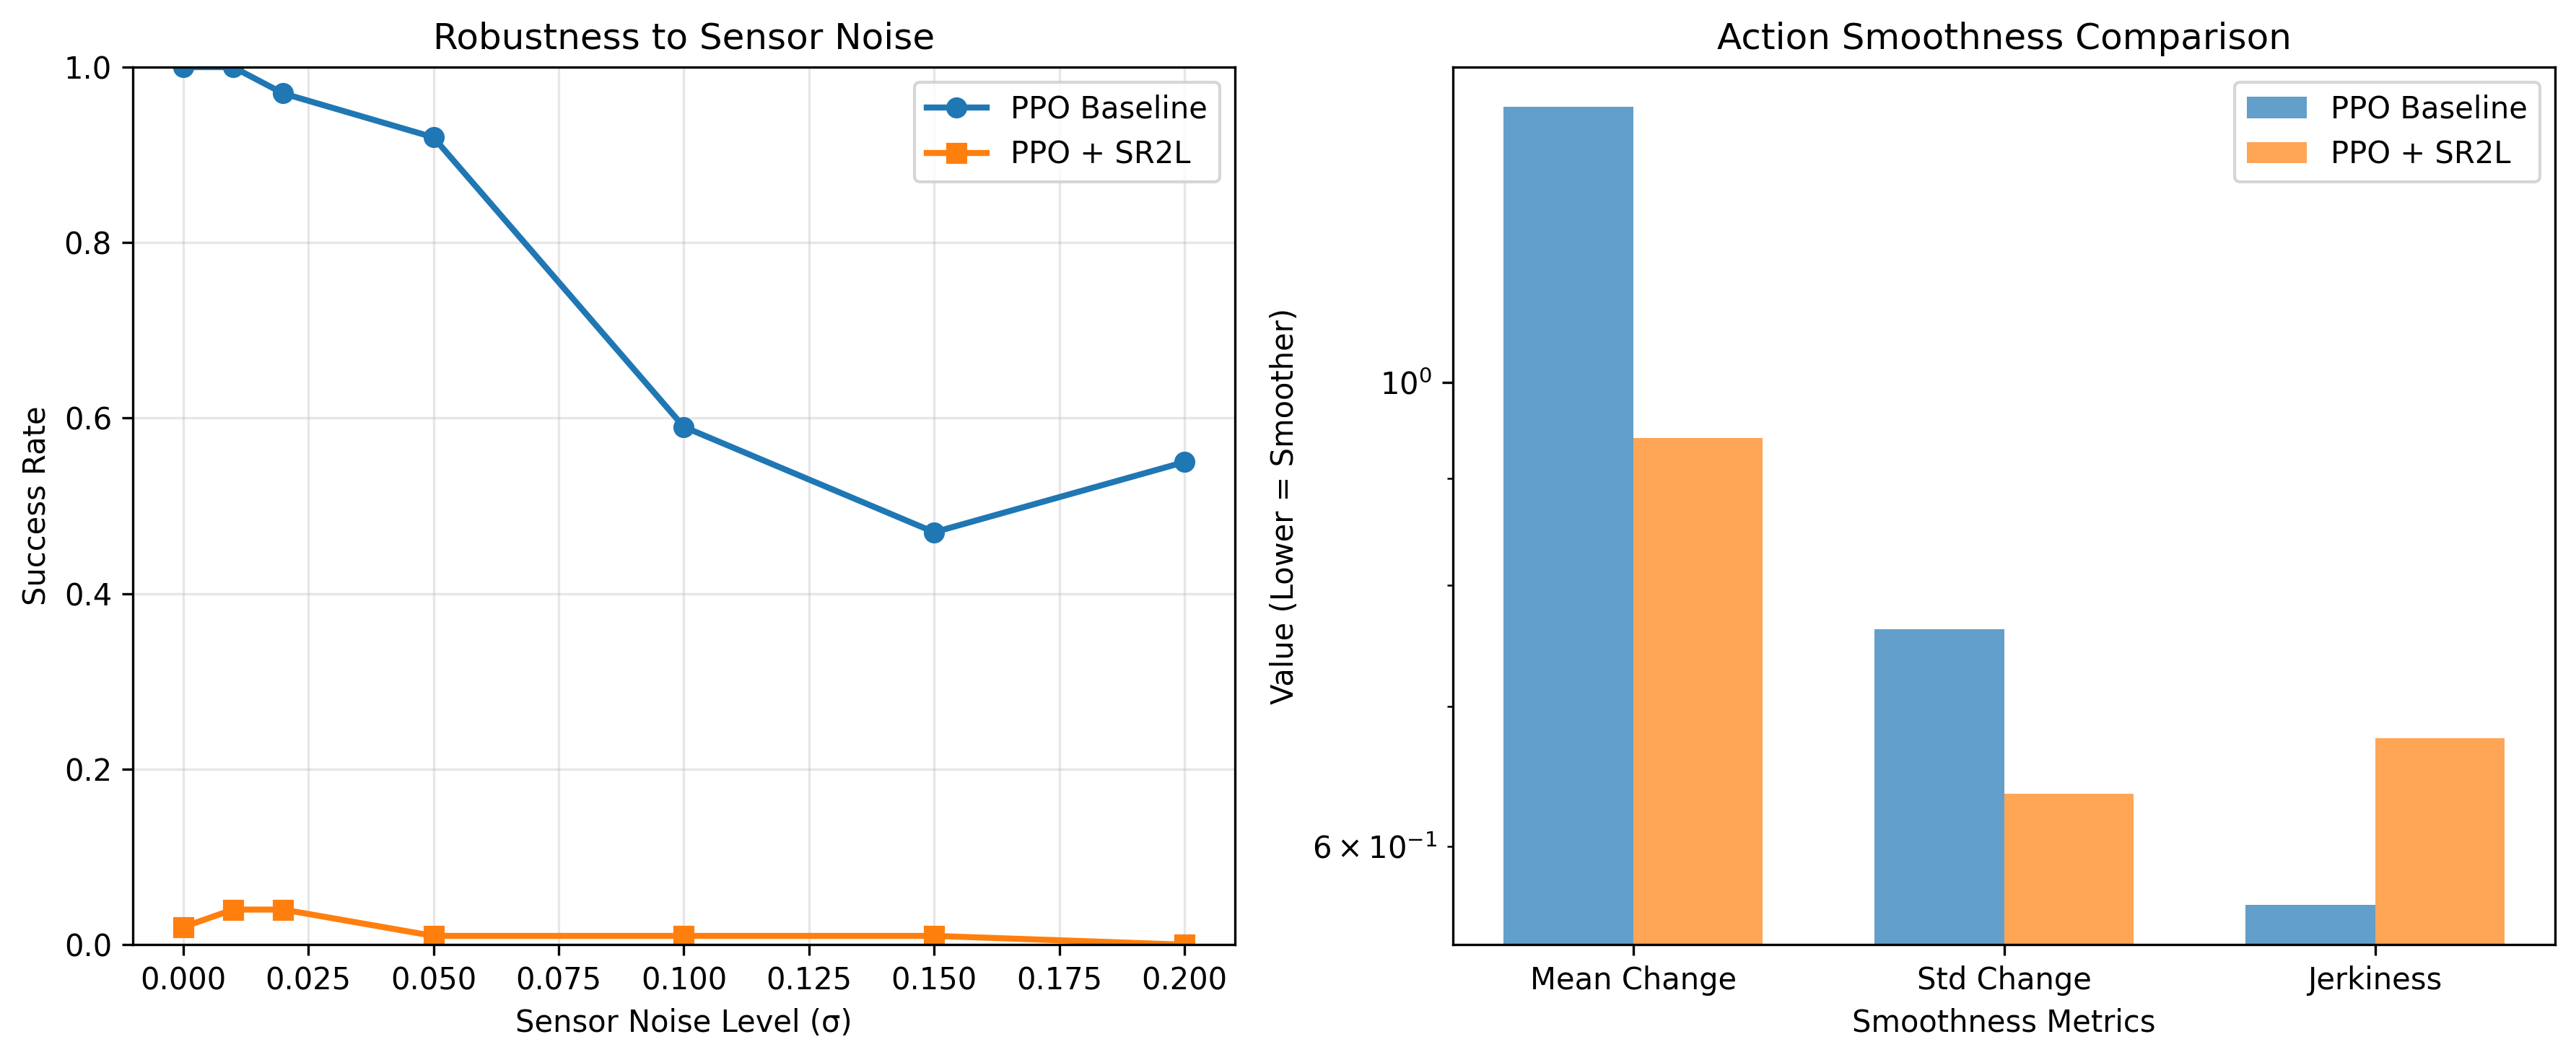 Robustness to Sensor Noise
Success Rate
1.0
0.8
0.6
0.4
0.2
0.0
PPO Baseline
PPO + SR2L
0.000 0.025 0.050 0.075 0.100 0.125 0.150 0.175 0.200
Sensor Noise Level (σ)
Action Smoothness Comparison
Value (Lower = Smoother)
10⁰
6 × 10⁻¹
PPO Baseline
PPO + SR2L
Mean Change Std Change Jerkiness
Smoothness Metrics